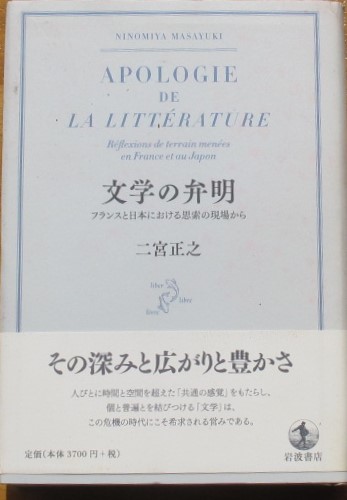 NINOMIYA MASAYUKI
APOLOGIE
DE
LA LITTÉRATURE
Réflexions de terrain menées
en France et au Japon
文学の弁明
フランスと日本における思索の現場から
二宮正之
liber
libre
livre
その深みと広がりと豊かさ
人びとに時間と空間を超えた「共通の感覚」をもたらし、
個と普遍とを結びつける「文学」は、
この危機の時代にこそ希求される営みである。
定価（本体3700円＋税）
岩波書店